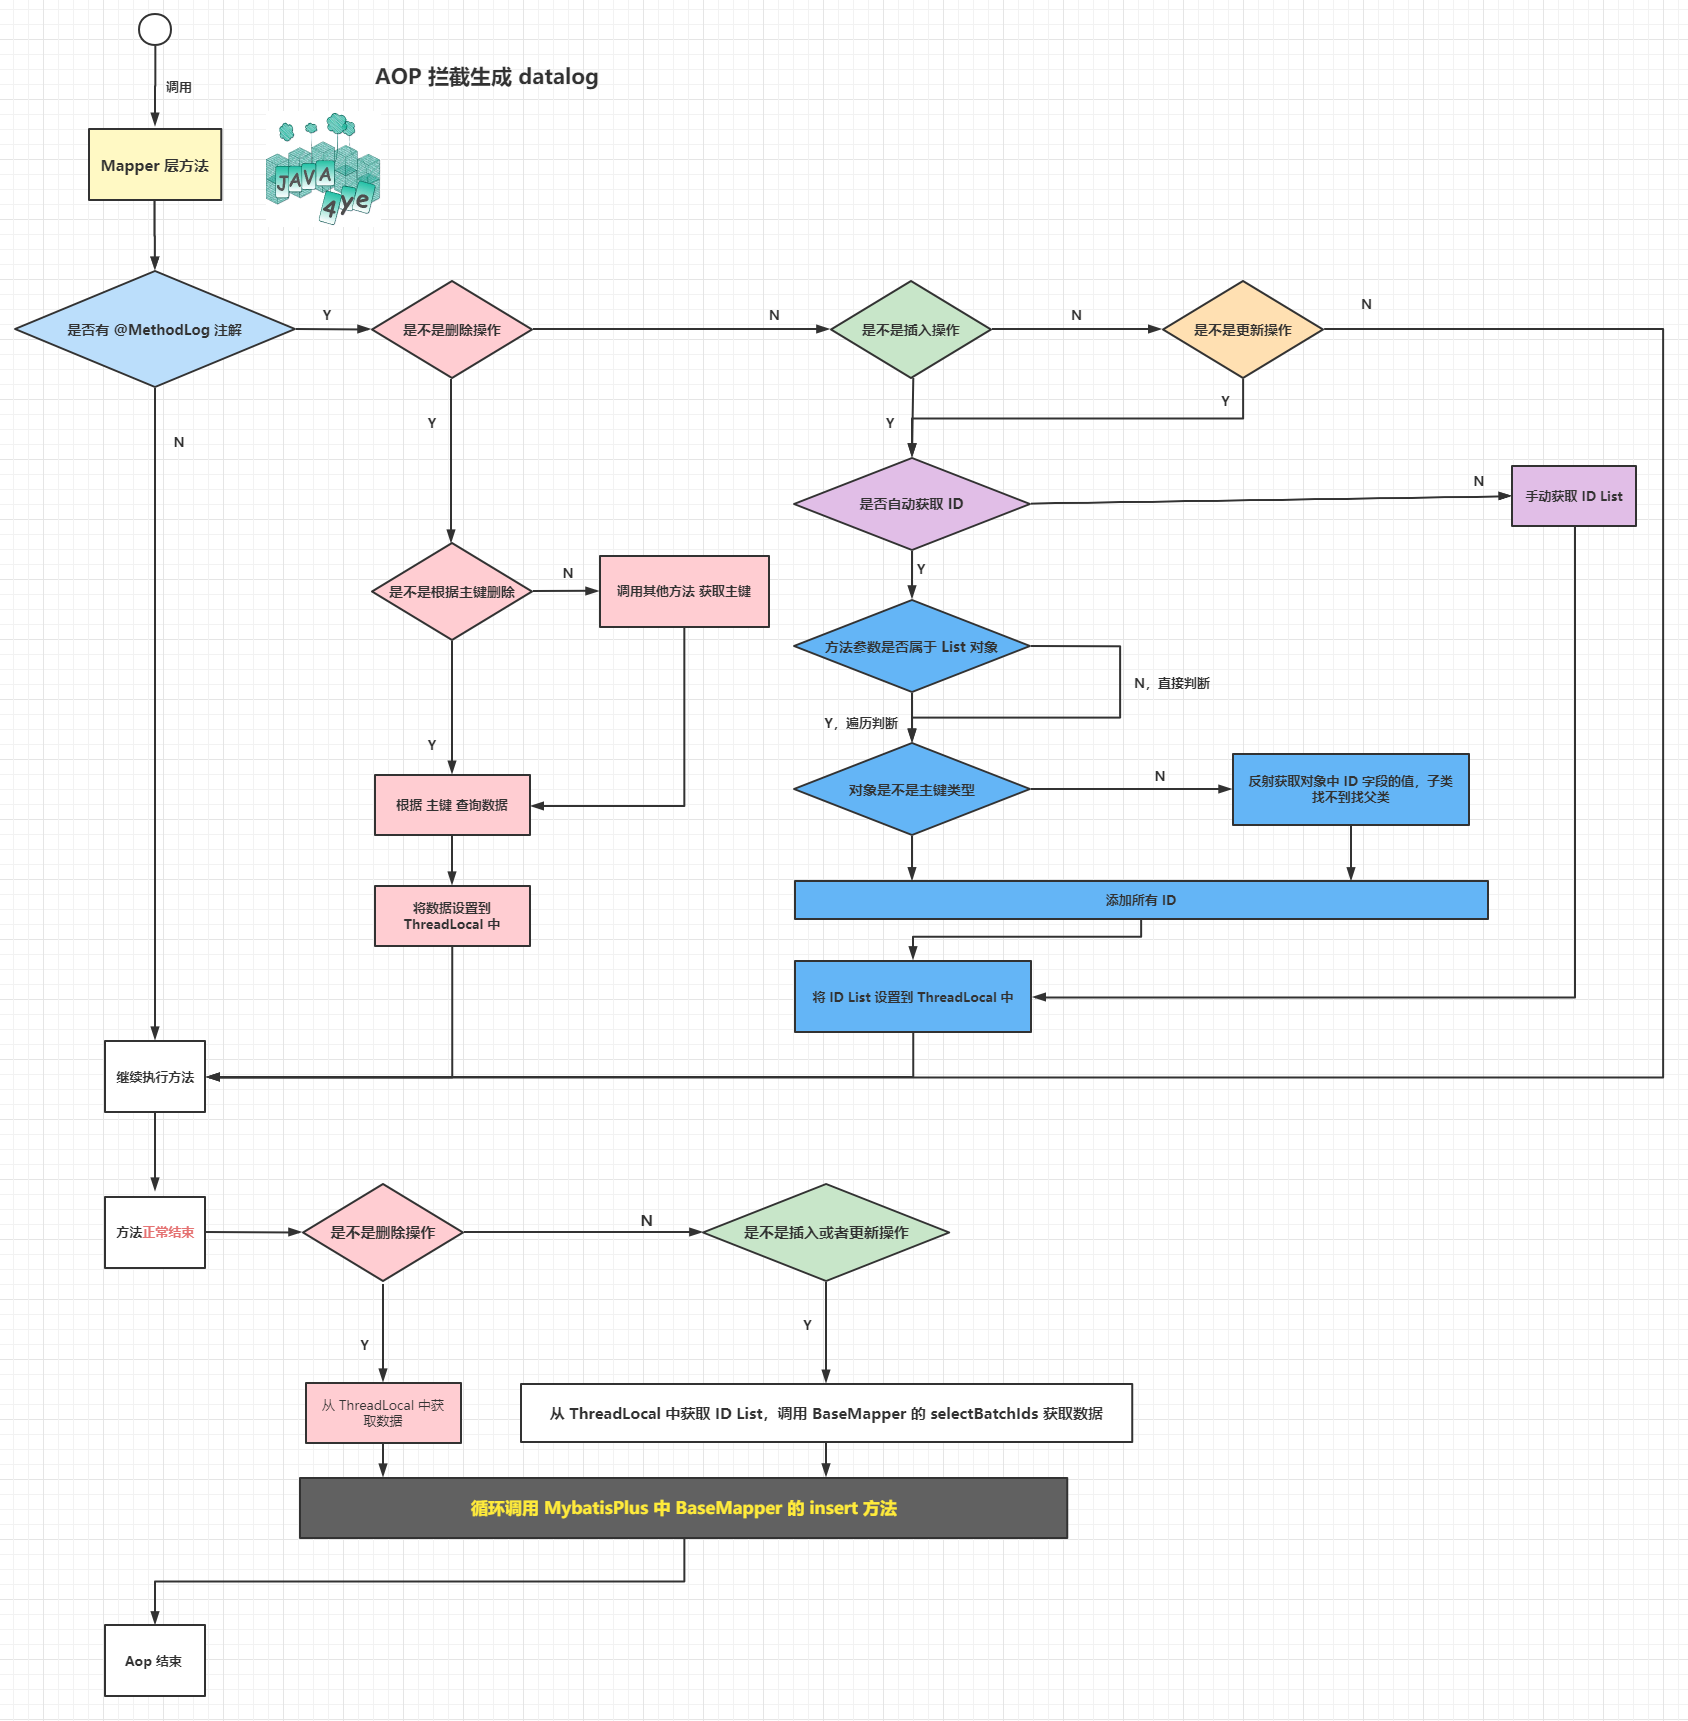 调用
AOP 拦截生成 datalog
JAVA
4ye
Mapper 层方法
是否有 @MethodLog 注解
Y
是不是删除操作
N
是不是插入操作
N
是不是更新操作
N
Y
Y
Y
N
是否自动获取 ID
N
手动获取 ID List
Y
是不是根据主键删除
N
调用其他方法 获取主键
方法参数是否属于 List 对象
N，直接判断
Y，遍历判断
Y
对象是不是主键类型
N
反射获取对象中 ID 字段的值，子类
找不到找父类
根据 主键 查询数据
将数据设置到
ThreadLocal 中
添加所有 ID
将 ID List 设置到 ThreadLocal 中
继续执行方法
方法正常结束
是不是删除操作
N
是不是插入或者更新操作
Y
Y
从 ThreadLocal 中获
取数据
从 ThreadLocal 中获取 ID List，调用 BaseMapper 的 selectBatchIds 获取数据
循环调用 MybatisPlus 中 BaseMapper 的 insert 方法
Aop 结束